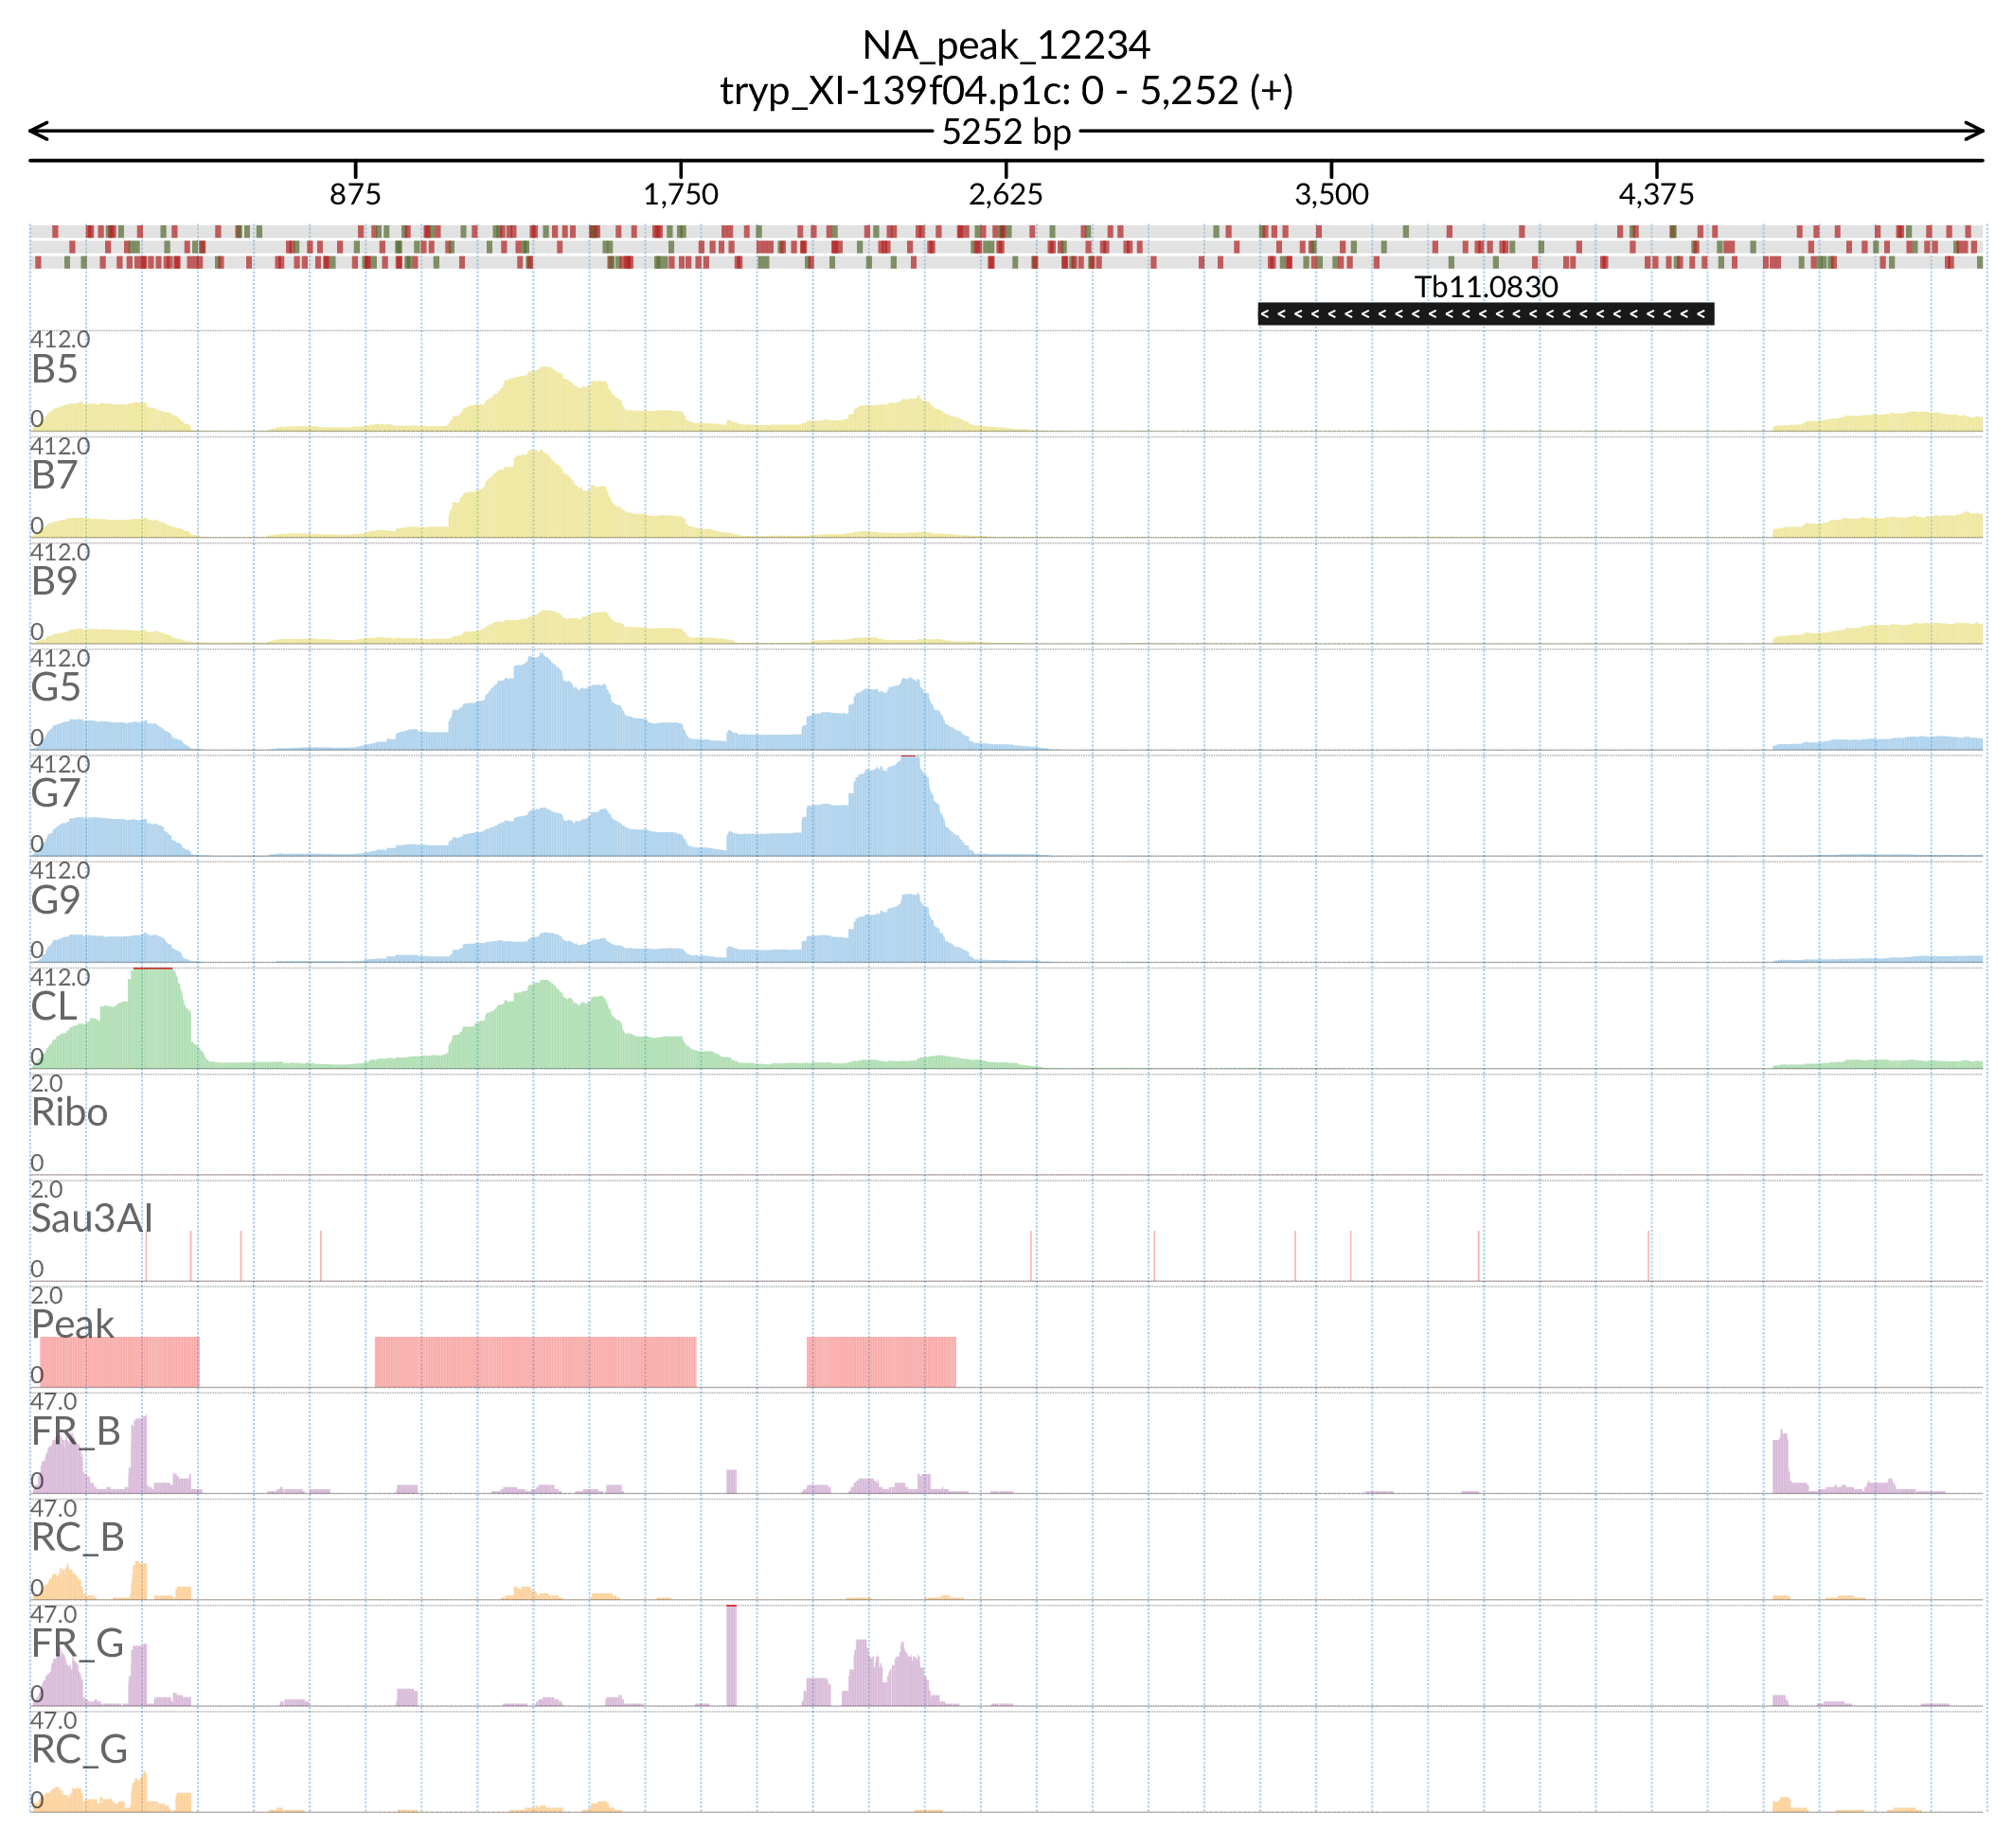 NA_peak_12234
tryp_XI-139f04.p1c: 0 - 5,252 (+)
5252 bp
875 1,750 2,625 3,500 4,375
Tb11.0830
< < < < < < < < < < < < < < < < < < < < < < < < < < <
412.0
B5
0
412.0
B7
0
412.0
B9
0
412.0
G5
0
412.0
G7
0
412.0
G9
0
412.0
CL
0
2.0
Ribo
0
2.0
Sau3AI
0
2.0
Peak
0
47.0
FR_B
0
47.0
RC_B
0
47.0
FR_G
0
47.0
RC_G
0